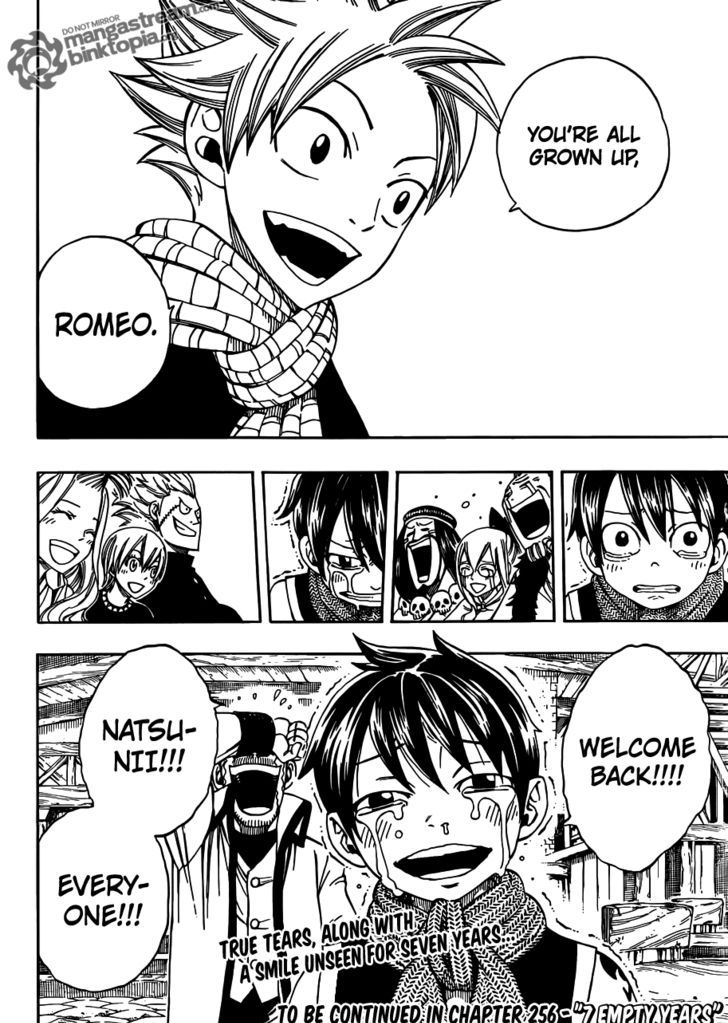 DO NOT MIRROR
mangastream.com
binktopia.com
YOU'RE ALL
GROWN UP,
ROMEO.
NATSU-
NII!!!
WELCOME
BACK!!!!
EVERY-
ONE!!!
TRUE TEARS, ALONG WITH
A SMILE UNSEEN FOR SEVEN YEARS...
TO BE CONTINUED IN CHAPTER 256 - "7 EMPTY YEARS"